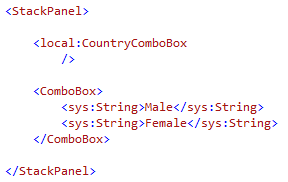 <StackPanel>
<local:CountryComboBox
/>
<ComboBox>
<sys:String>Male</sys:String>
<sys:String>Female</sys:String>
</ComboBox>
</StackPanel>